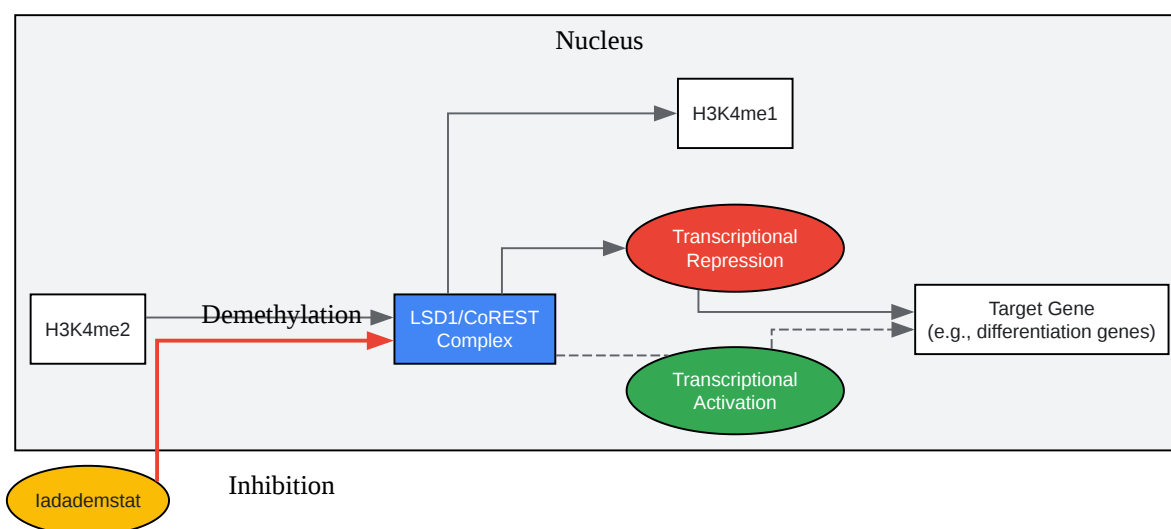 Nucleus
H3K4me1
Transcriptional
Repression
H3K4me2
Demethylation
LSD1/CoREST
Complex
Target Gene
(e.g., differentiation genes)
Transcriptional
Activation
Iadademstat
Inhibition